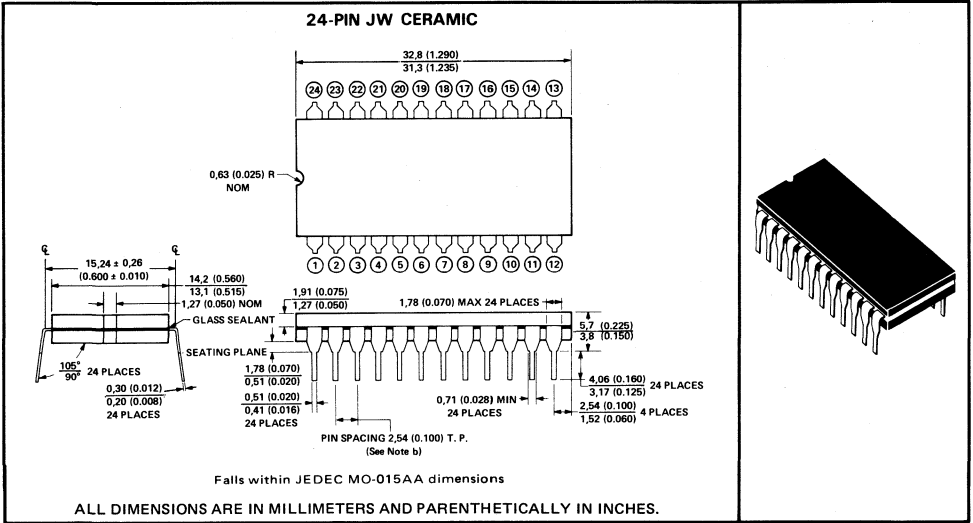 24-PIN JW CERAMIC
32,8 (1.290)
31,3 (1.235)
24 23 22 21 20 19 18 17 16 15 14 13
0,63 (0.025) R
NOM
1 2 3 4 5 6 7 8 9 10 11 12
℄ ℄
15,24 ± 0,26
(0.600 ± 0.010)
14,2 (0.560)
13,1 (0.515)
1,27 (0.050) NOM
GLASS SEALANT
SEATING PLANE
105°
90°
24 PLACES
0,30 (0.012)
0,20 (0.008)
24 PLACES
1,91 (0.075)
1,27 (0.050)
1,78 (0.070) MAX 24 PLACES
5,7 (0.225)
3,8 (0.150)
1,78 (0.070)
0,51 (0.020)
0,51 (0.020)
0,41 (0.016)
24 PLACES
0,71 (0.028) MIN
24 PLACES
4,06 (0.160)
3,17 (0.125)
24 PLACES
2,54 (0.100)
1,52 (0.060)
4 PLACES
PIN SPACING 2,54 (0.100) T. P.
(See Note b)
Falls within JEDEC MO-015AA dimensions
ALL DIMENSIONS ARE IN MILLIMETERS AND PARENTHETICALLY IN INCHES.